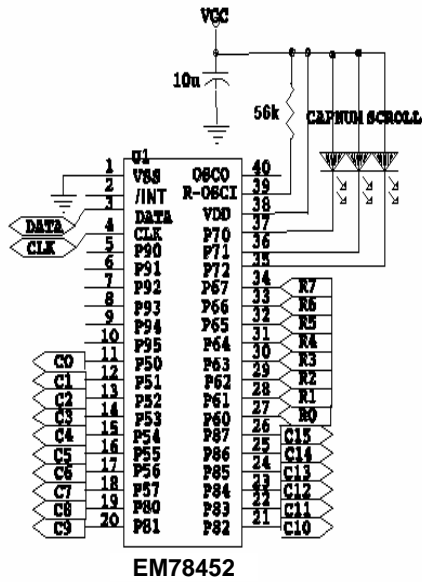 VCC
10u
56k
CAPNUM SCROLL
U1
1 VSS OSCO 40
2 /INT R-OSCI 39
DATA 3 DATA VDD 38
CLK 4 CLK P70 37
5 P90 P71 36
6 P91 P72 35
7 P92 P67 34 R7
8 P93 P66 33 R6
9 P94 P65 32 R5
10 P95 P64 31 R4
C0 11 P50 P63 30 R3
C1 12 P51 P62 29 R2
C2 13 P52 P61 28 R1
C3 14 P53 P60 27 R0
C4 15 P54 P87 26 C15
C5 16 P55 P86 25 C14
C6 17 P56 P85 24 C13
C7 18 P57 P84 23 C12
C8 19 P80 P83 22 C11
C9 20 P81 P82 21 C10
EM78452